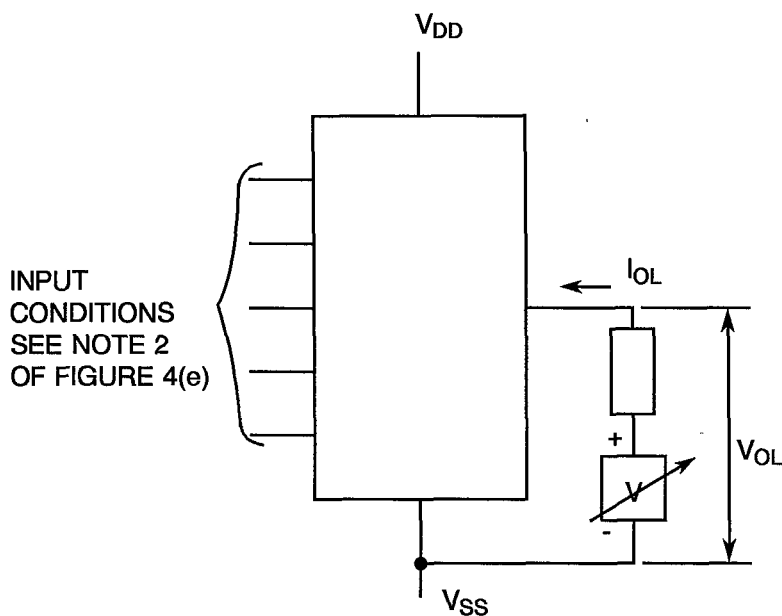 VDD
INPUT
CONDITIONS
SEE NOTE 2
OF FIGURE 4(e)
IOL
+
V
-
VOL
VSS